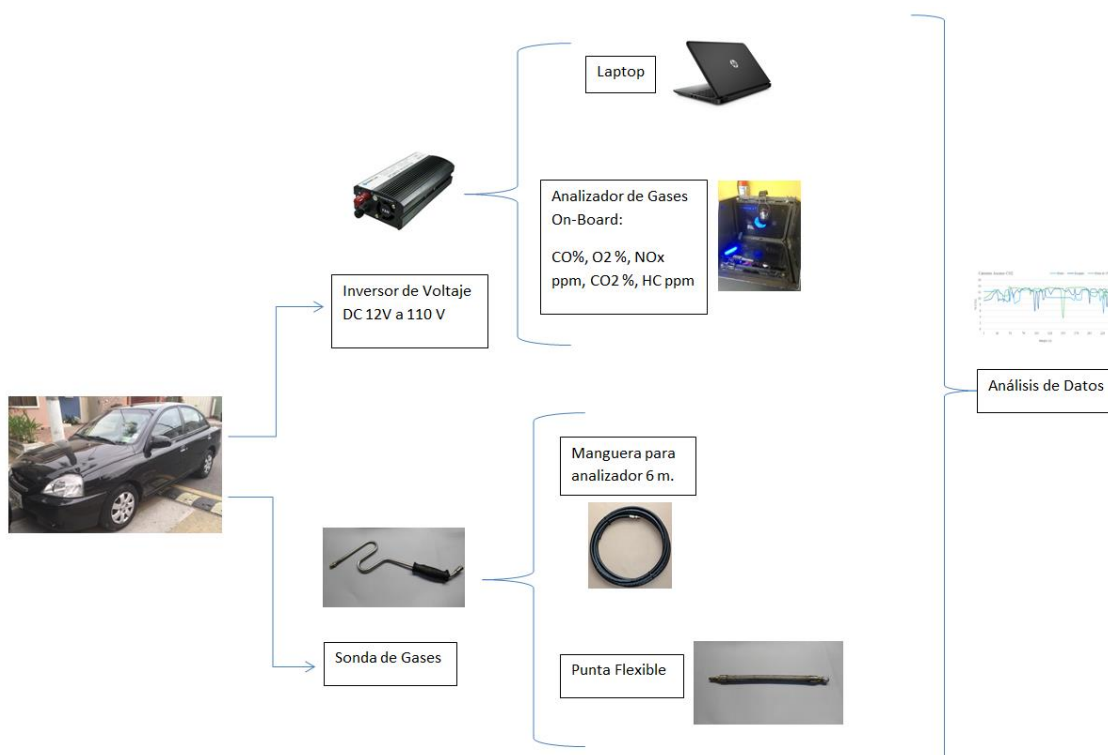 Laptop
Analizador de Gases
On-Board:
CO%, O2 %, NOx
ppm, CO2 %, HC ppm
Inversor de Voltaje
DC 12V a 110 V
Análisis de Datos
Manguera para
analizador 6 m.
Sonda de Gases
Punta Flexible